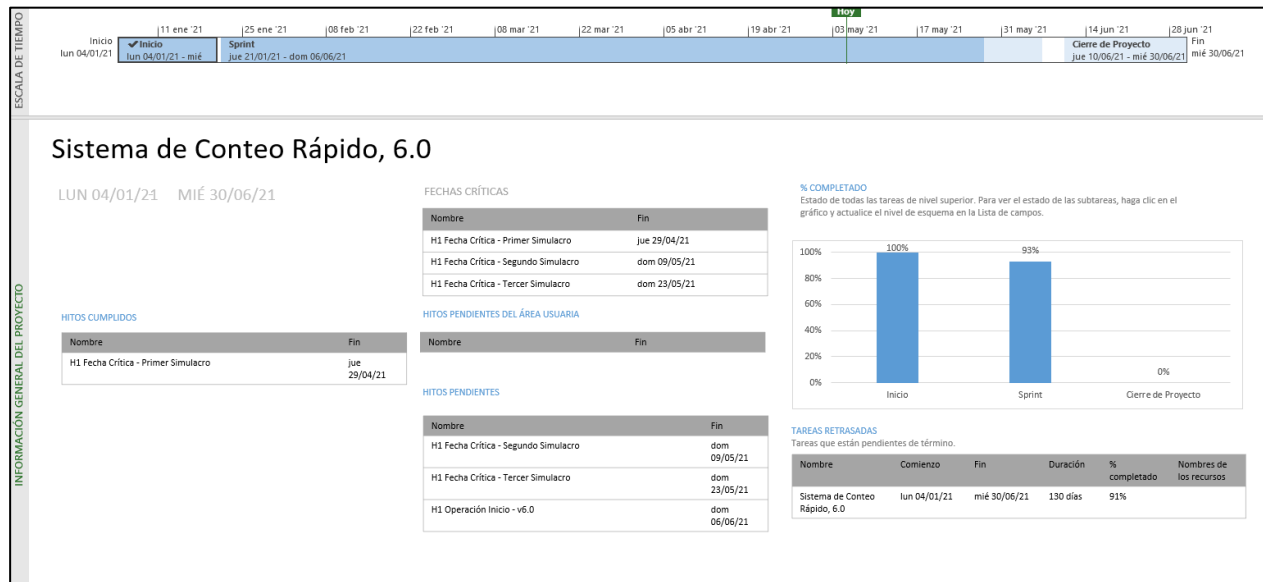 ESCALA DE TIEMPO
Hoy
11 ene '21 25 ene '21 08 feb '21 22 feb '21 08 mar '21 22 mar '21 05 abr '21 19 abr '21 03 may '21 17 may '21 31 may '21 14 jun '21 28 jun '21
Inicio
lun 04/01/21
✔Inicio
lun 04/01/21 - mié
Sprint
jue 21/01/21 - dom 06/06/21
Cierre de Proyecto
jue 10/06/21 - mié 30/06/21
Fin
mié 30/06/21
INFORMACIÓN GENERAL DEL PROYECTO
Sistema de Conteo Rápido, 6.0
LUN 04/01/21 MIÉ 30/06/21
HITOS CUMPLIDOS
Nombre Fin
H1 Fecha Crítica - Primer Simulacro jue
29/04/21
FECHAS CRÍTICAS
Nombre Fin
H1 Fecha Crítica - Primer Simulacro jue 29/04/21
H1 Fecha Crítica - Segundo Simulacro dom 09/05/21
H1 Fecha Crítica - Tercer Simulacro dom 23/05/21
HITOS PENDIENTES DEL ÁREA USUARIA
Nombre Fin
HITOS PENDIENTES
Nombre Fin
H1 Fecha Crítica - Segundo Simulacro dom
09/05/21
H1 Fecha Crítica - Tercer Simulacro dom
23/05/21
H1 Operación Inicio - v6.0 dom
06/06/21
% COMPLETADO
Estado de todas las tareas de nivel superior. Para ver el estado de las subtareas, haga clic en el
gráfico y actualice el nivel de esquema en la Lista de campos.
100%
80%
60%
40%
20%
0%
100% 93% 0%
Inicio Sprint Cierre de Proyecto
TAREAS RETRASADAS
Tareas que están pendientes de término.
Nombre Comienzo Fin Duración % Nombres de
completado los recursos
Sistema de Conteo lun 04/01/21 mié 30/06/21 130 días 91%
Rápido, 6.0